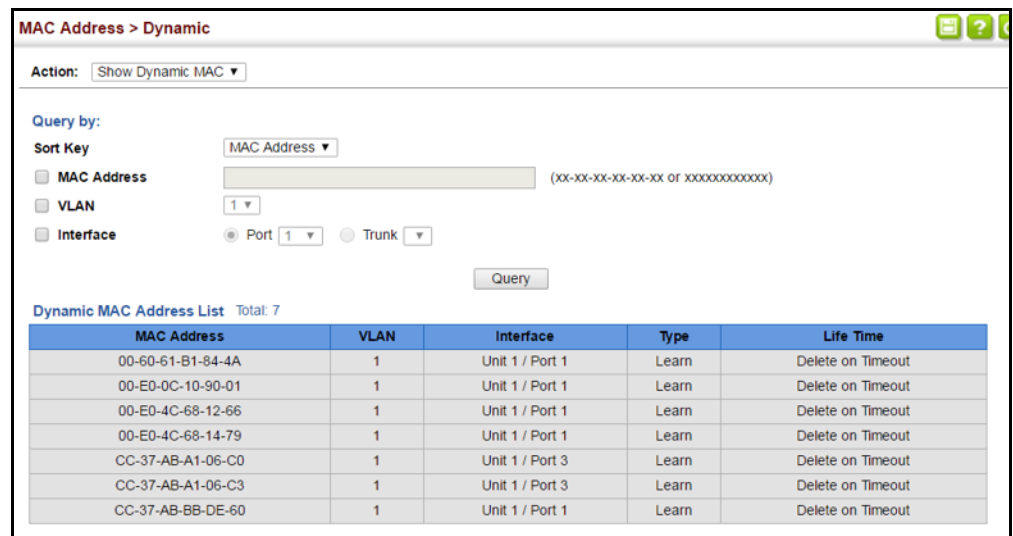 MAC Address > Dynamic
Action: Show Dynamic MAC
Query by:
Sort Key MAC Address
MAC Address (xx-xx-xx-xx-xx-xx or xxxxxxxxxxxx)
VLAN 1
Interface Port 1 Trunk
Query
Dynamic MAC Address List Total: 7
MAC Address VLAN Interface Type Life Time
00-60-61-B1-84-4A 1 Unit 1 / Port 1 Learn Delete on Timeout
00-E0-0C-10-90-01 1 Unit 1 / Port 1 Learn Delete on Timeout
00-E0-4C-68-12-66 1 Unit 1 / Port 1 Learn Delete on Timeout
00-E0-4C-68-14-79 1 Unit 1 / Port 1 Learn Delete on Timeout
CC-37-AB-A1-06-C0 1 Unit 1 / Port 3 Learn Delete on Timeout
CC-37-AB-A1-06-C3 1 Unit 1 / Port 3 Learn Delete on Timeout
CC-37-AB-BB-DE-60 1 Unit 1 / Port 1 Learn Delete on Timeout